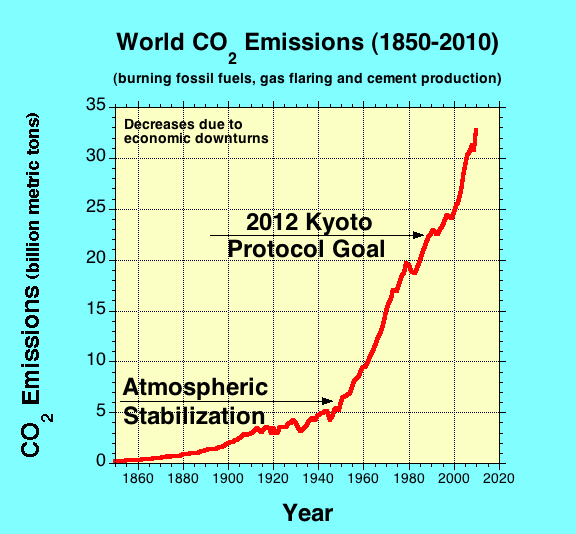 World CO2 Emissions (1850-2010)
(burning fossil fuels, gas flaring and cement production)
CO2 Emissions (billion metric tons)
35
30
25
20
15
10
5
0
Decreases due to
economic downturns
2012 Kyoto
Protocol Goal
Atmospheric
Stabilization
1860 1880 1900 1920 1940 1960 1980 2000 2020
Year